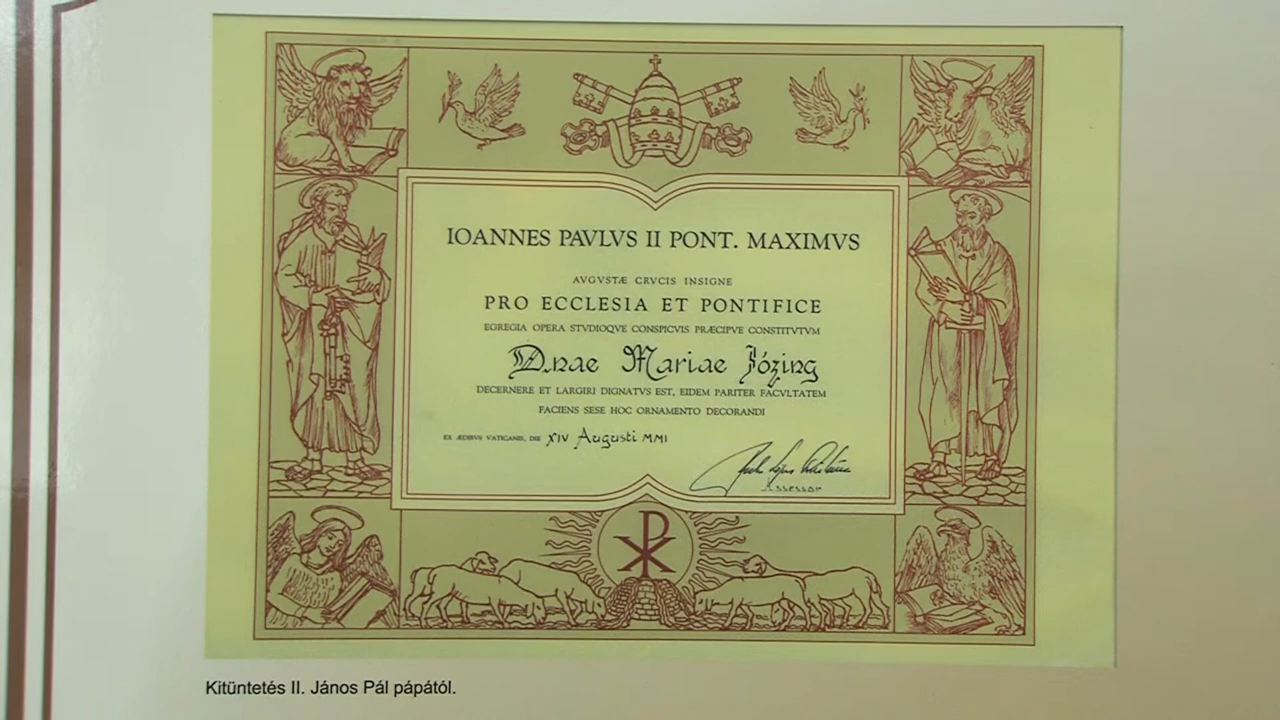 IOANNES PAVLVS II PONT. MAXIMVS
AVGVSTÆ CRVCIS INSIGNE
PRO ECCLESIA ET PONTIFICE
EGREGIA OPERA STVDIOQVE CONSPICVIS PRÆCIPVE CONSTITVTVM
D.nae Mariae Józing
DECERNERE ET LARGIRI DIGNATVS EST, EIDEM PARITER FACVLTATEM
FACIENS SESE HOC ORNAMENTO DECORANDI
EX ÆDIBVS VATICANIS, DIE XIV Augusti MMI
Assessor
Kitüntetés II. János Pál pápától.